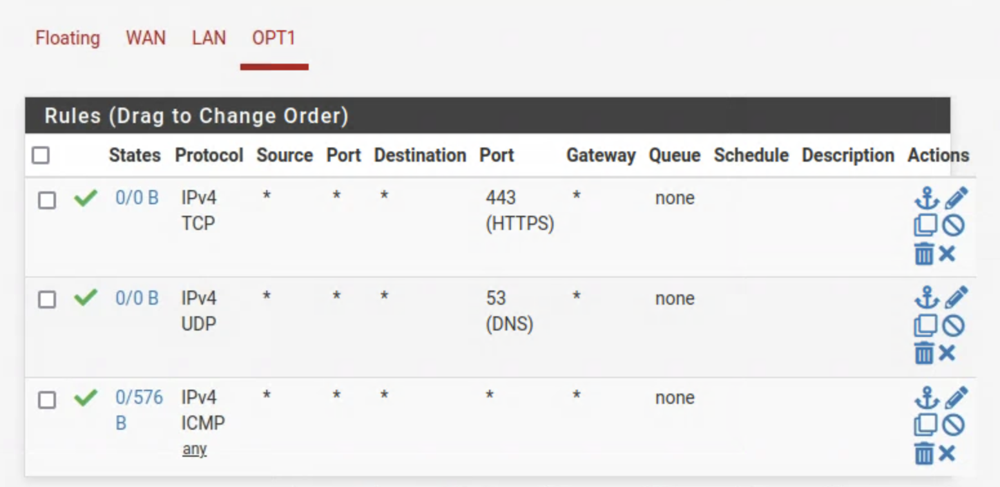 Floating WAN LAN OPT1
Rules (Drag to Change Order)
States Protocol Source Port Destination Port Gateway Queue Schedule Description Actions
0/0 B IPv4 * * * 443 * none
TCP (HTTPS)
0/0 B IPv4 * * * 53 * none
UDP (DNS)
0/576 IPv4 * * * * * none
B ICMP
any